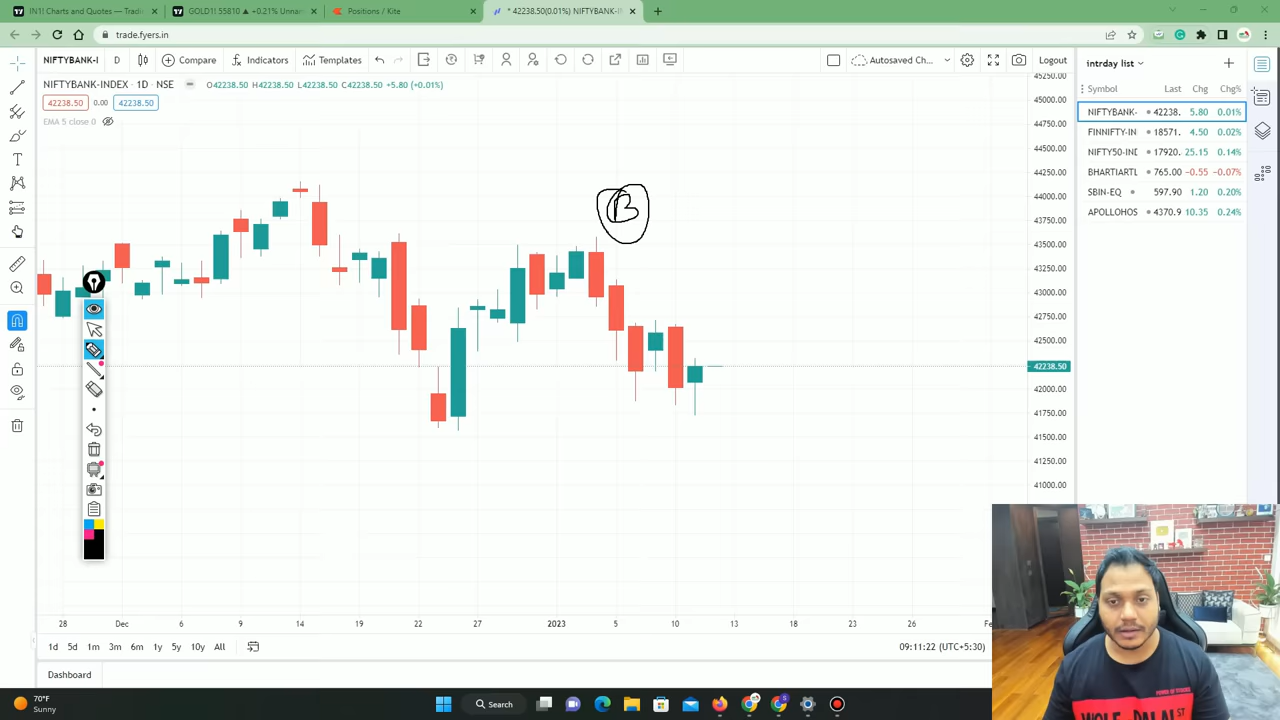 IN1! Charts and Quotes — Tradi
GOLD1! 55810 ▲ +0.21% Unnam
Positions / Kite
* 42238.50(0.01%) NIFTYBANK-I
trade.fyers.in
NIFTYBANK-I D Compare Indicators Templates Autosaved Ch... Logout
NIFTYBANK-INDEX · 1D · NSE O42238.50 H42238.50 L42238.50 C42238.50 +5.80 (+0.01%)
42238.50 0.00 42238.50
EMA 5 close 0
B
45250.00
45000.00
44750.00
44500.00
44250.00
44000.00
43750.00
43500.00
43250.00
43000.00
42750.00
42500.00
42238.50
42000.00
41750.00
41500.00
41250.00
41000.00
28 Dec 6 9 14 19 22 27 2023 5 10 13 18 23 26 Fe
1d 5d 1m 3m 6m 1y 5y 10y All
09:11:22 (UTC+5:30)
Dashboard
intrday list
Symbol Last Chg Chg%
NIFTYBANK- 42238. 5.80 0.01%
FINNIFTY-IN 18571. 4.50 0.02%
NIFTY50-IND 17920. 25.15 0.14%
BHARTIARTL 765.00 −0.55 −0.07%
SBIN-EQ 597.90 1.20 0.20%
APOLLOHOS 4370.9 10.35 0.24%
70°F
Sunny
Search
POWER OF STOCKS